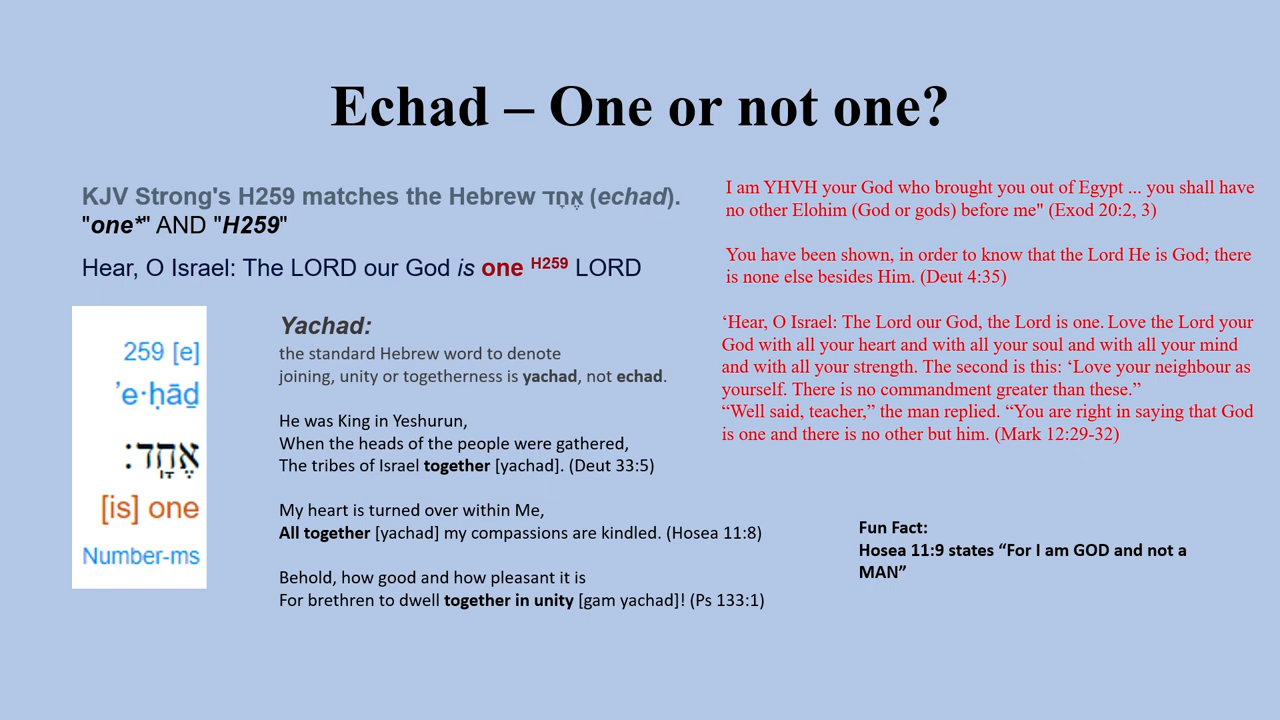 Echad – One or not one?
KJV Strong's H259 matches the Hebrew אֶחָד (echad).
"one*" AND "H259"
Hear, O Israel: The LORD our God is one H259 LORD
259 [e]
’e·ḥāḏ
אֶחָֽד׃
[is] one
Number-ms
Yachad:
the standard Hebrew word to denote
joining, unity or togetherness is yachad, not echad.
He was King in Yeshurun,
When the heads of the people were gathered,
The tribes of Israel together [yachad]. (Deut 33:5)
My heart is turned over within Me,
All together [yachad] my compassions are kindled. (Hosea 11:8)
Behold, how good and how pleasant it is
For brethren to dwell together in unity [gam yachad]! (Ps 133:1)
I am YHVH your God who brought you out of Egypt ... you shall have
no other Elohim (God or gods) before me" (Exod 20:2, 3)
You have been shown, in order to know that the Lord He is God; there
is none else besides Him. (Deut 4:35)
‘Hear, O Israel: The Lord our God, the Lord is one. Love the Lord your
God with all your heart and with all your soul and with all your mind
and with all your strength. The second is this: ‘Love your neighbour as
yourself. There is no commandment greater than these.”
“Well said, teacher,” the man replied. “You are right in saying that God
is one and there is no other but him. (Mark 12:29-32)
Fun Fact:
Hosea 11:9 states “For I am GOD and not a
MAN”